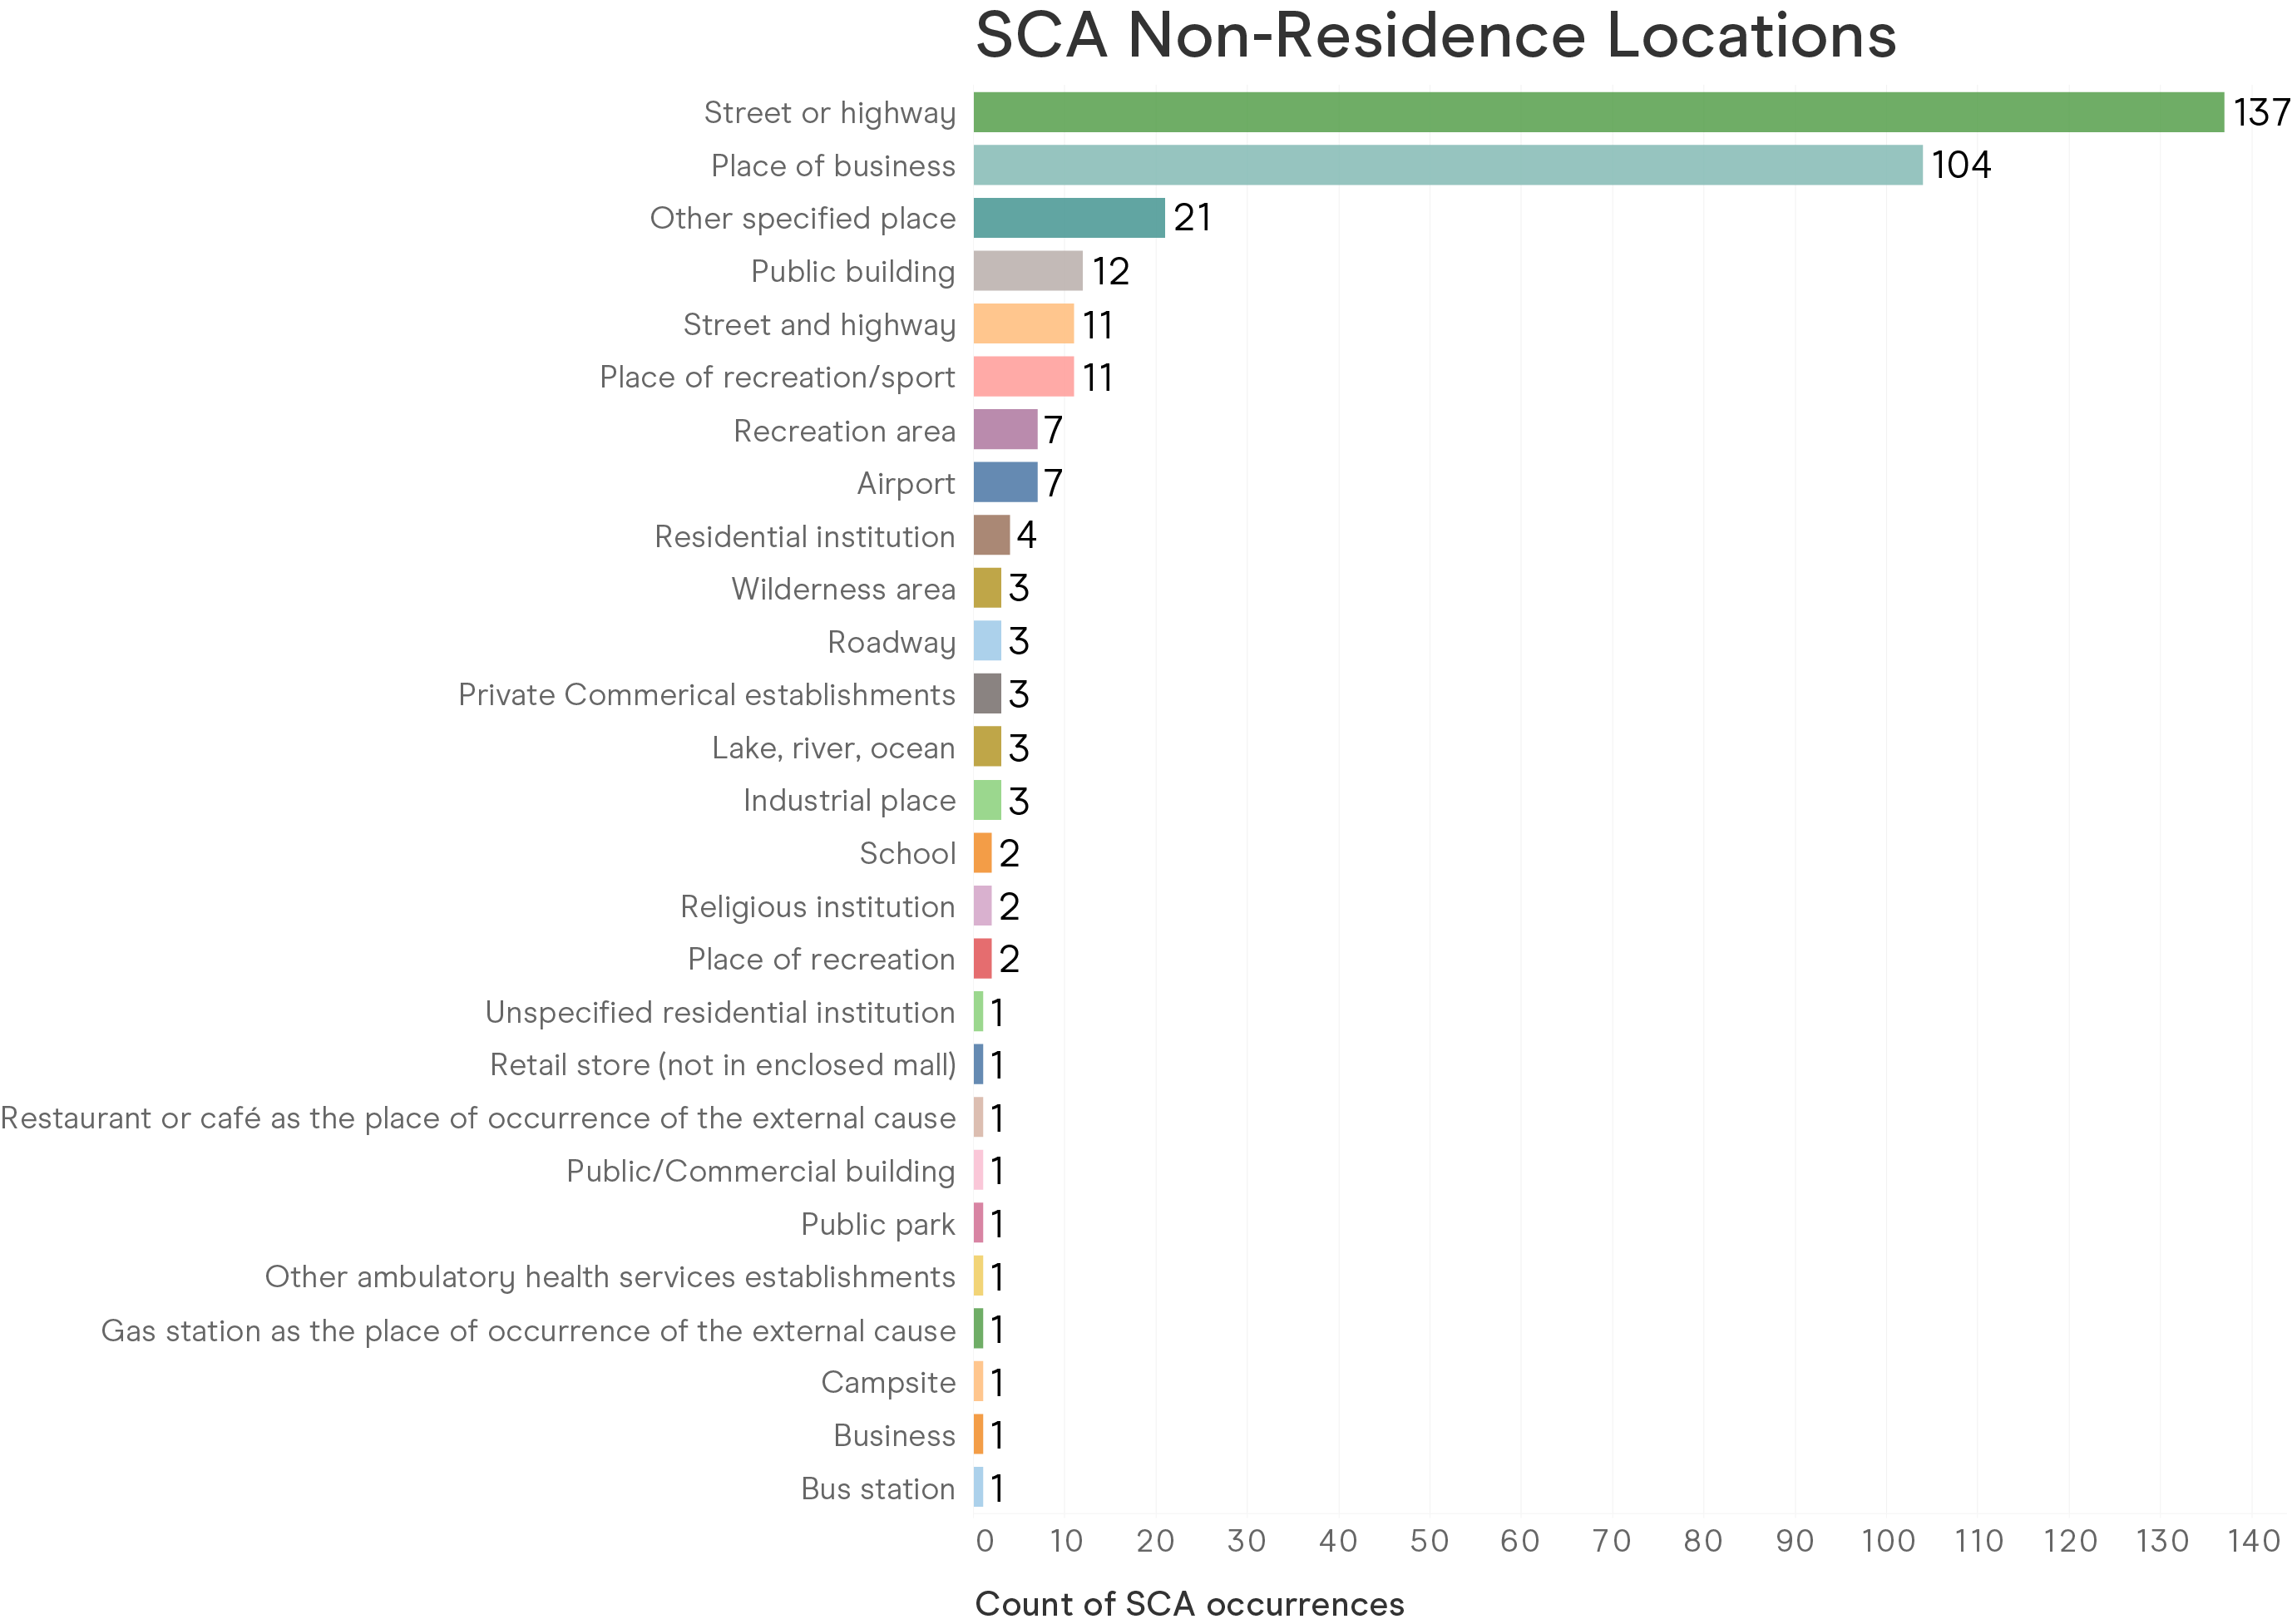 SCA Non-Residence Locations
Street or highway 137
Place of business 104
Other specified place 21
Public building 12
Street and highway 11
Place of recreation/sport 11
Recreation area 7
Airport 7
Residential institution 4
Wilderness area 3
Roadway 3
Private Commerical establishments 3
Lake, river, ocean 3
Industrial place 3
School 2
Religious institution 2
Place of recreation 2
Unspecified residential institution 1
Retail store (not in enclosed mall) 1
Restaurant or café as the place of occurrence of the external cause 1
Public/Commercial building 1
Public park 1
Other ambulatory health services establishments 1
Gas station as the place of occurrence of the external cause 1
Campsite 1
Business 1
Bus station 1
0 10 20 30 40 50 60 70 80 90 100 110 120 130 140
Count of SCA occurrences